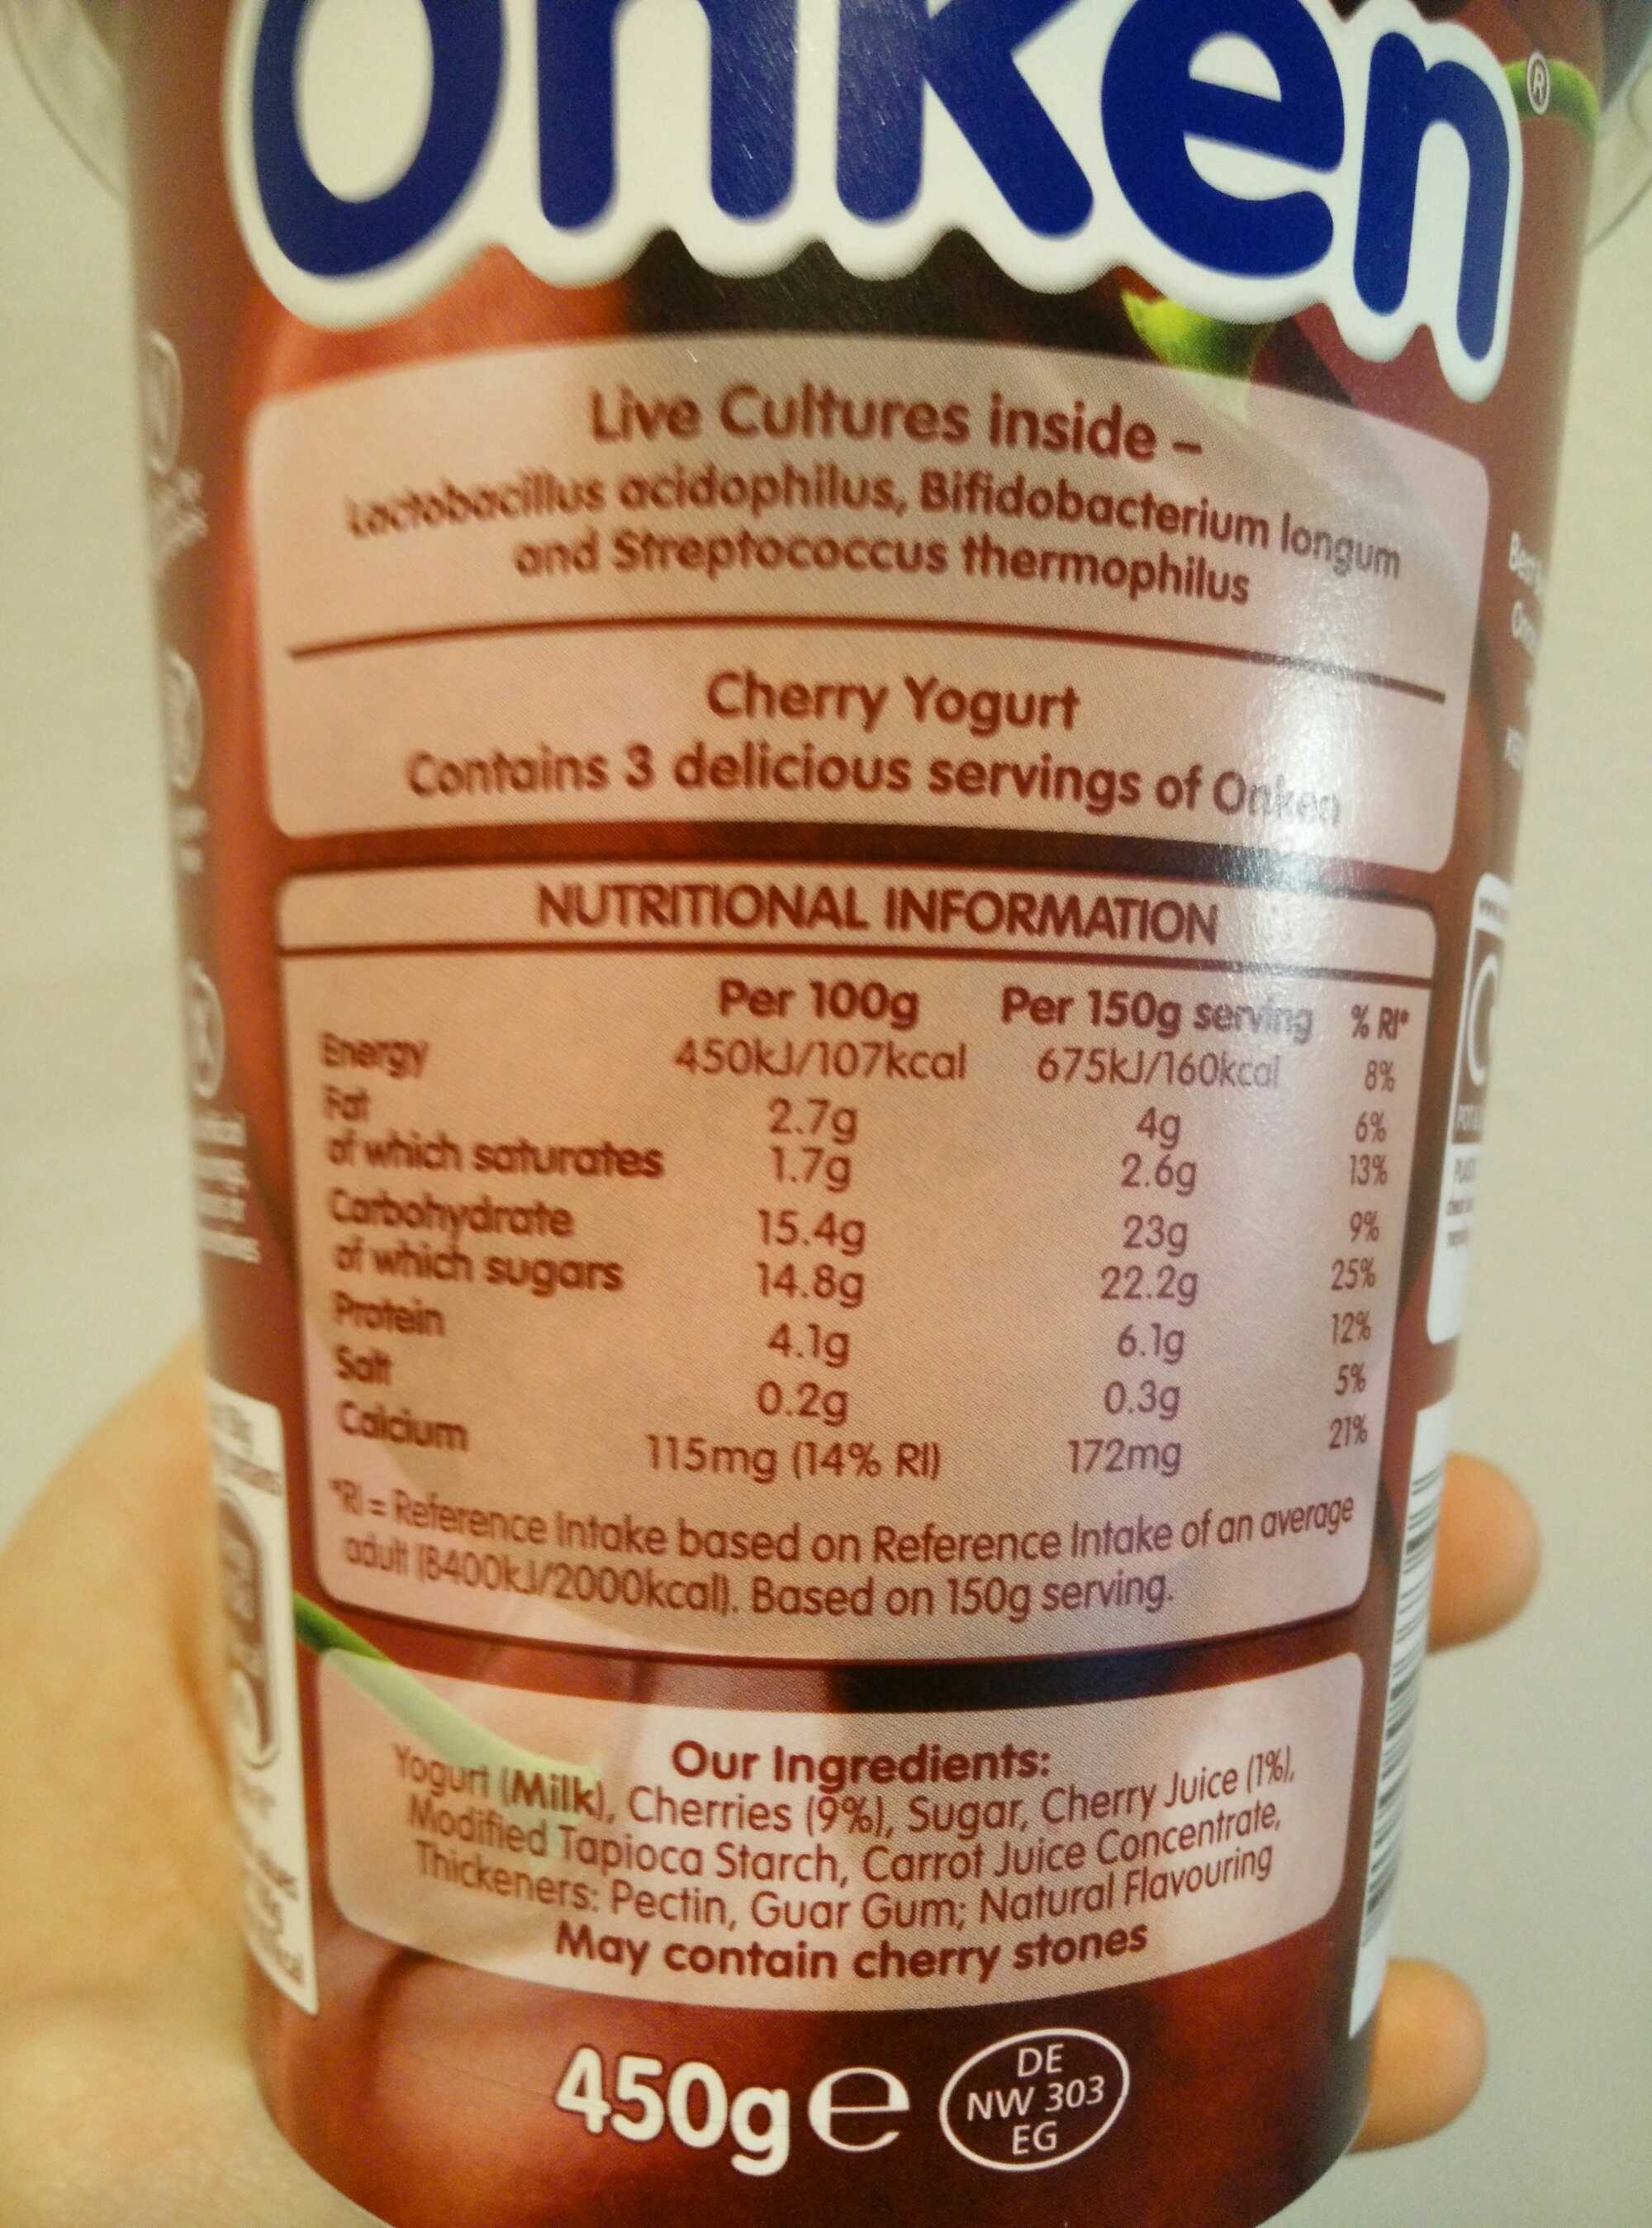 Onken®
Live Cultures inside –
Lactobacillus acidophilus, Bifidobacterium longum
and Streptococcus thermophilus
Cherry Yogurt
Contains 3 delicious servings of Onken
NUTRITIONAL INFORMATION
Per 100g Per 150g serving % RI*
Energy 450kJ/107kcal 675kJ/160kcal 8%
Fat 2.7g 4g 6%
of which saturates 1.7g 2.6g 13%
Carbohydrate 15.4g 23g 9%
of which sugars 14.8g 22.2g 25%
Protein 4.1g 6.1g 12%
Salt 0.2g 0.3g 5%
Calcium 115mg (14% RI) 172mg 21%
*RI = Reference Intake based on Reference Intake of an average
adult (8400kJ/2000kcal). Based on 150g serving.
Our Ingredients:
Yogurt (Milk), Cherries (9%), Sugar, Cherry Juice (1%),
Modified Tapioca Starch, Carrot Juice Concentrate,
Thickeners: Pectin, Guar Gum; Natural Flavouring
May contain cherry stones
450g e
DE
NW 303
EG